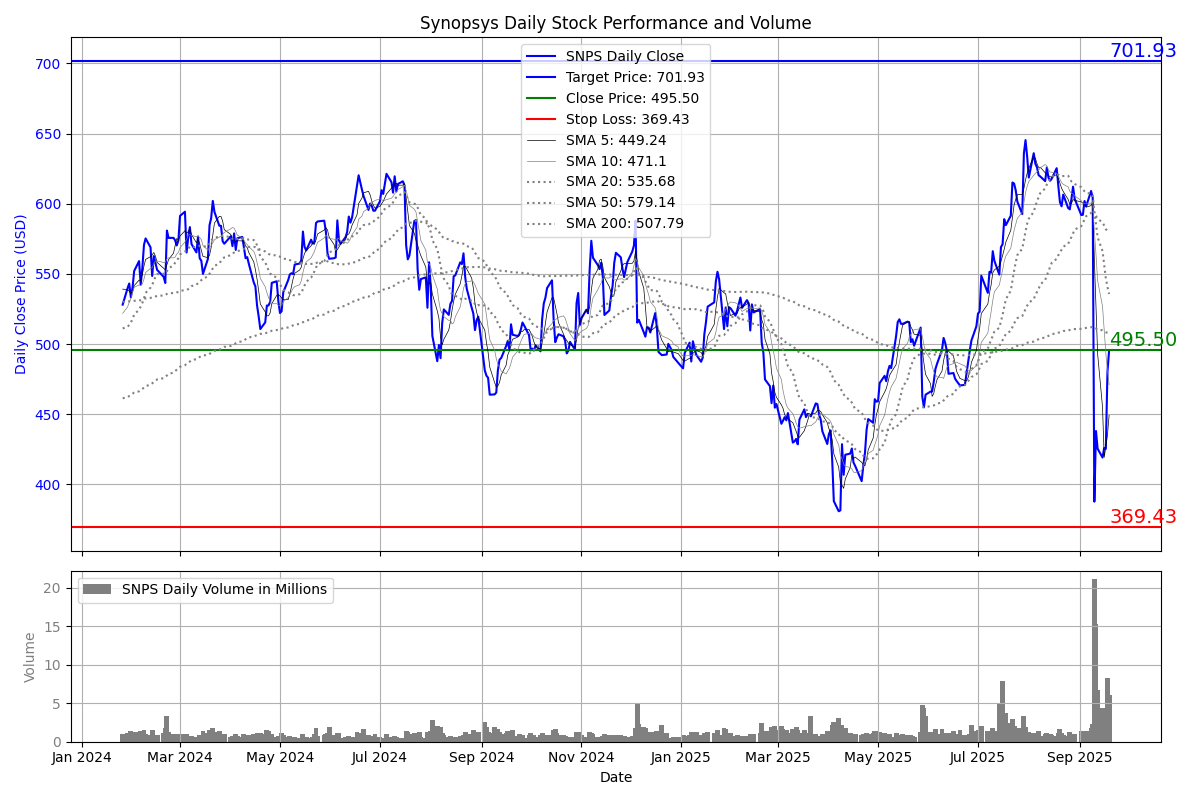 Synopsys Daily Stock Performance and Volume
701.93
SNPS Daily Close
Target Price: 701.93
Close Price: 495.50
Stop Loss: 369.43
SMA 5: 449.24
SMA 10: 471.1
SMA 20: 535.68
SMA 50: 579.14
SMA 200: 507.79
700
650
600
550
500
450
400
Daily Close Price (USD)
495.50
369.43
SNPS Daily Volume in Millions
20
15
10
5
0
Volume
Jan 2024 Mar 2024 May 2024 Jul 2024 Sep 2024 Nov 2024 Jan 2025 Mar 2025 May 2025 Jul 2025 Sep 2025
Date